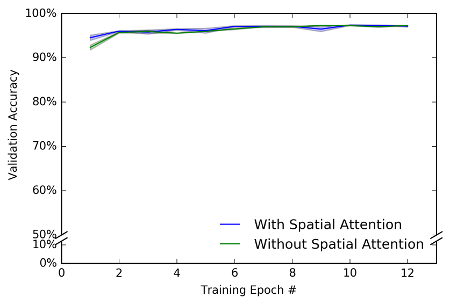 100%
90%
80%
70%
60%
50%
10%
0%
Validation Accuracy
With Spatial Attention
Without Spatial Attention
0 2 4 6 8 10 12
Training Epoch #